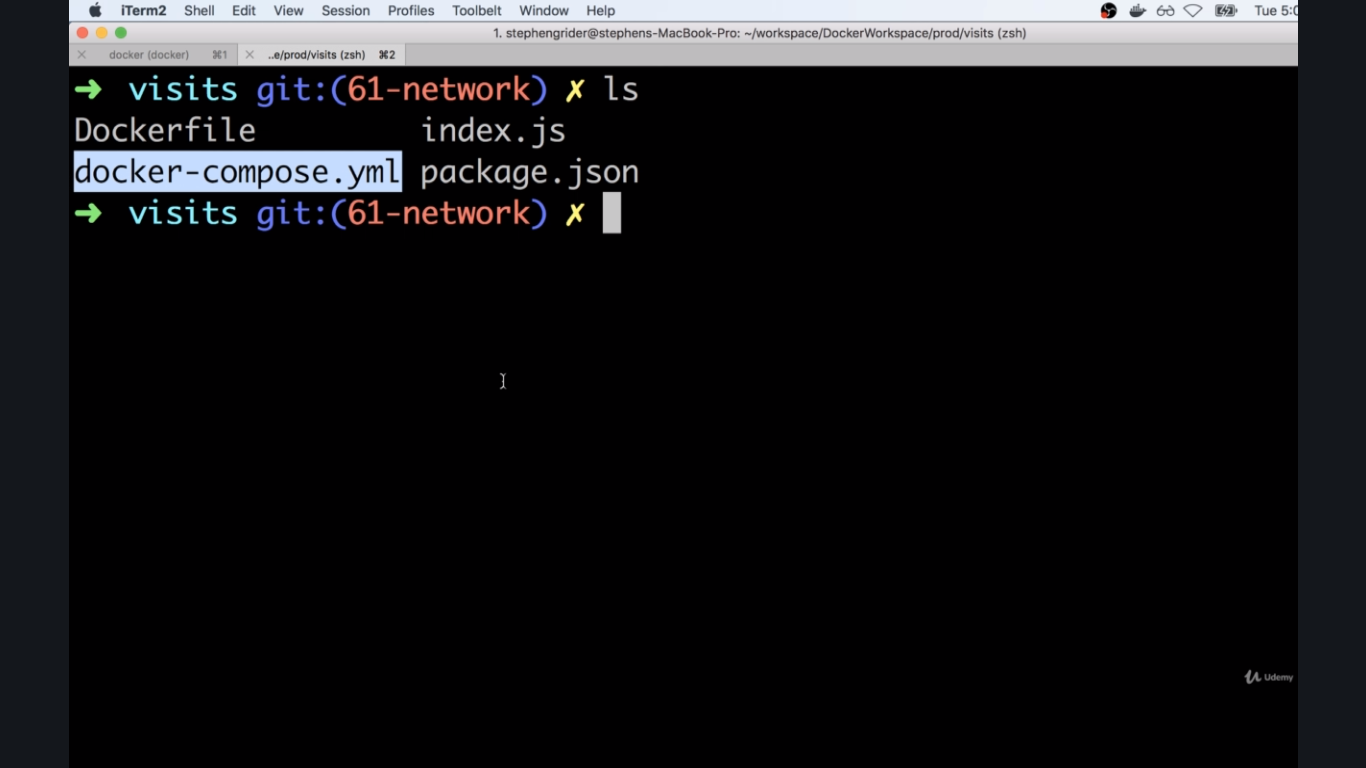 iTerm2 Shell Edit View Session Profiles Toolbelt Window Help Tue 5:0
1. stephengrider@stephens-MacBook-Pro: ~/workspace/DockerWorkspace/prod/visits (zsh)
× docker (docker) ⌘1 × ..e/prod/visits (zsh) ⌘2
➜ visits git:(61-network) ✗ ls
Dockerfile index.js
docker-compose.yml package.json
➜ visits git:(61-network) ✗
Udemy